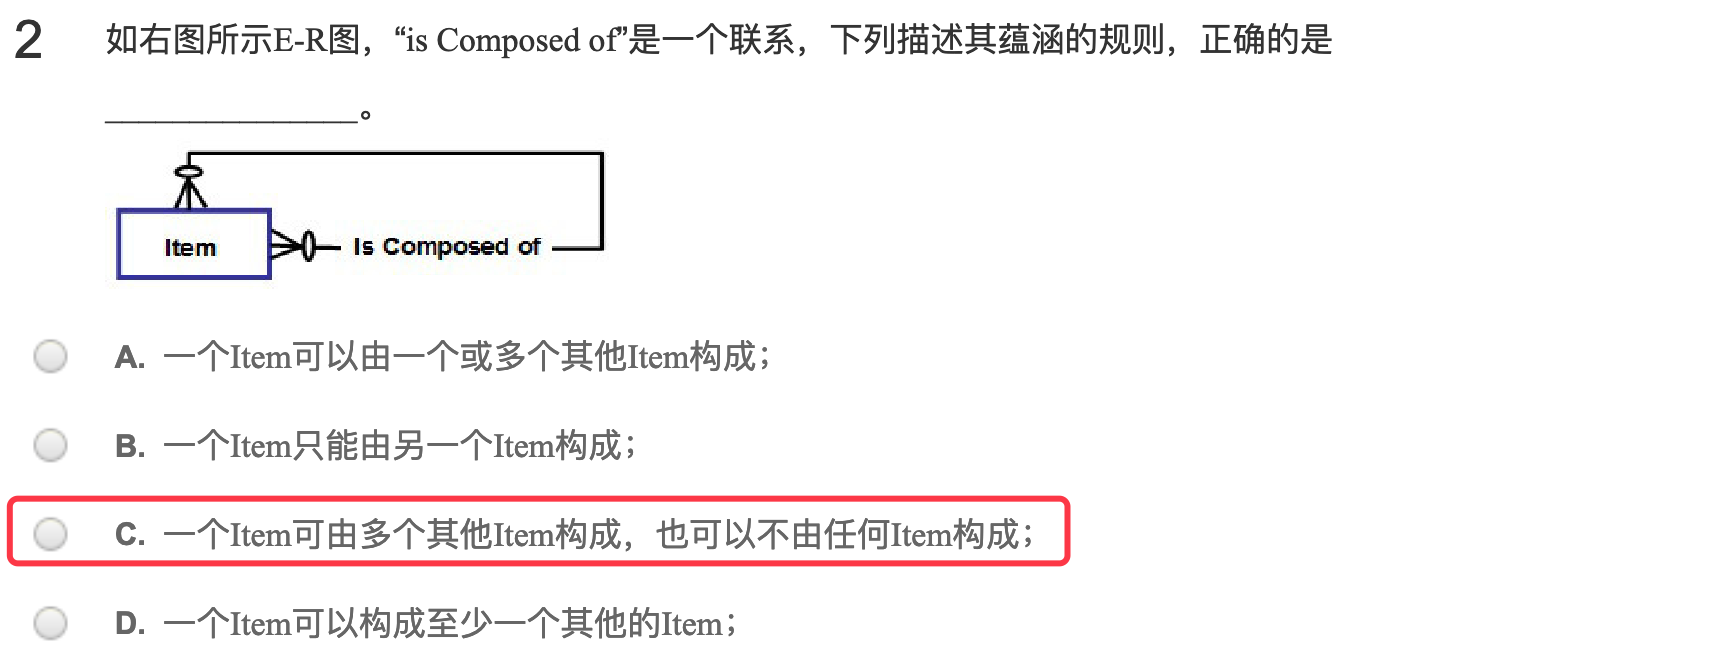 2 如右图所示E-R图，“is Composed of”是一个联系，下列描述其蕴涵的规则，正确的是
_______________。
Item
Is Composed of
A. 一个Item可以由一个或多个其他Item构成；
B. 一个Item只能由另一个Item构成；
C. 一个Item可由多个其他Item构成，也可以不由任何Item构成；
D. 一个Item可以构成至少一个其他的Item；